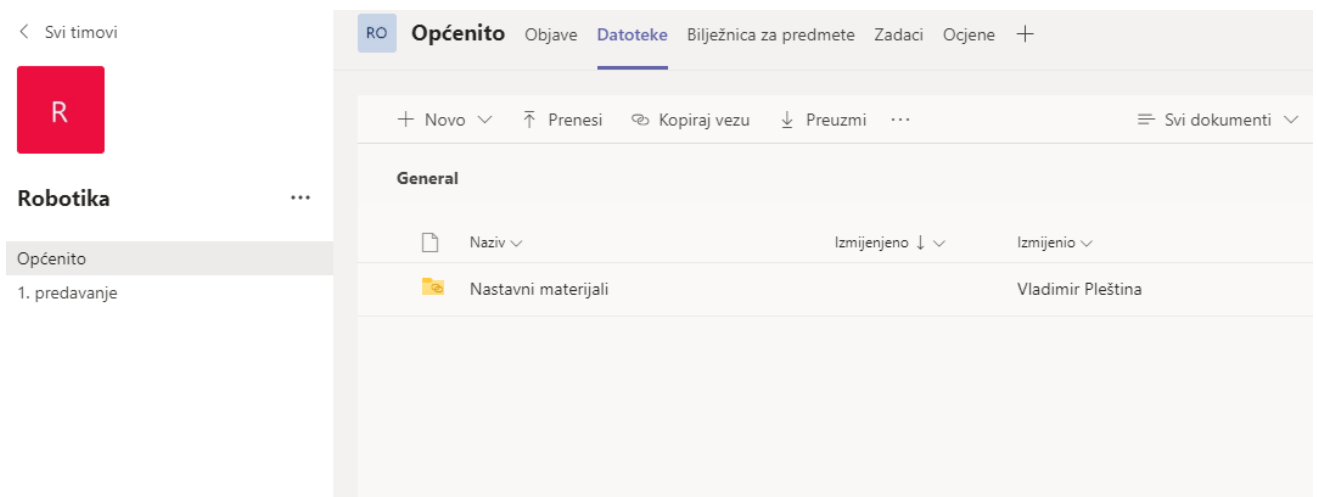 Svi timovi
R
Robotika
Općenito
1. predavanje
RO Općenito Objave Datoteke Bilježnica za predmete Zadaci Ocjene
Novo Prenesi Kopiraj vezu Preuzmi ··· Svi dokumenti
General
Naziv Izmijenjeno ↓ Izmijenio
Nastavni materijali Vladimir Pleština